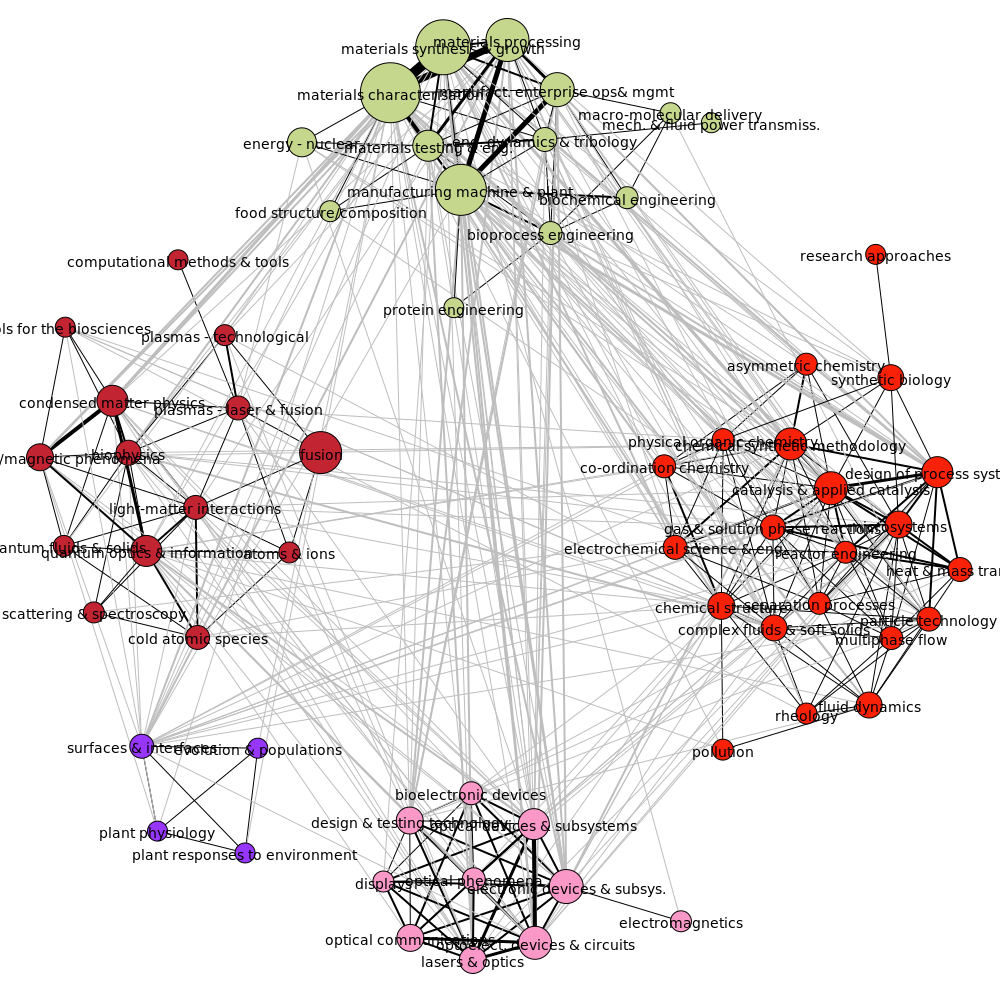 materials processing
materials synthesis & growth
manufact. enterprise ops& mgmt
materials characterisation
macro-molecular delivery
mech. & fluid power transmiss.
energy - nuclear
materials testing & eng.
eng. dynamics & tribology
manufacturing machine & plant
biochemical engineering
food structure/composition
bioprocess engineering
research approaches
computational methods & tools
protein engineering
ls for the biosciences
plasmas - technological
asymmetric chemistry
synthetic biology
condensed matter physics
plasmas - laser & fusion
physical organic chemistry
chemical synthetic methodology
/magnetic phenomena
biophysics
fusion
co-ordination chemistry
design of process syst
catalysis & applied catalysis
light-matter interactions
gas & solution phase reactions
microsystems
antum fluids & solids
quantum optics & information
atoms & ions
electrochemical science & eng.
reactor engineering
heat & mass tra
scattering & spectroscopy
chemical structure
separation processes
particle technology
cold atomic species
complex fluids & soft solids
multiphase flow
fluid dynamics
rheology
surfaces & interfaces
evolution & populations
pollution
bioelectronic devices
design & testing technology
optical devices & subsystems
plant physiology
plant responses to environment
displays
optical phenomena
electronic devices & subsys.
electromagnetics
optical communications
optoelect. devices & circuits
lasers & optics